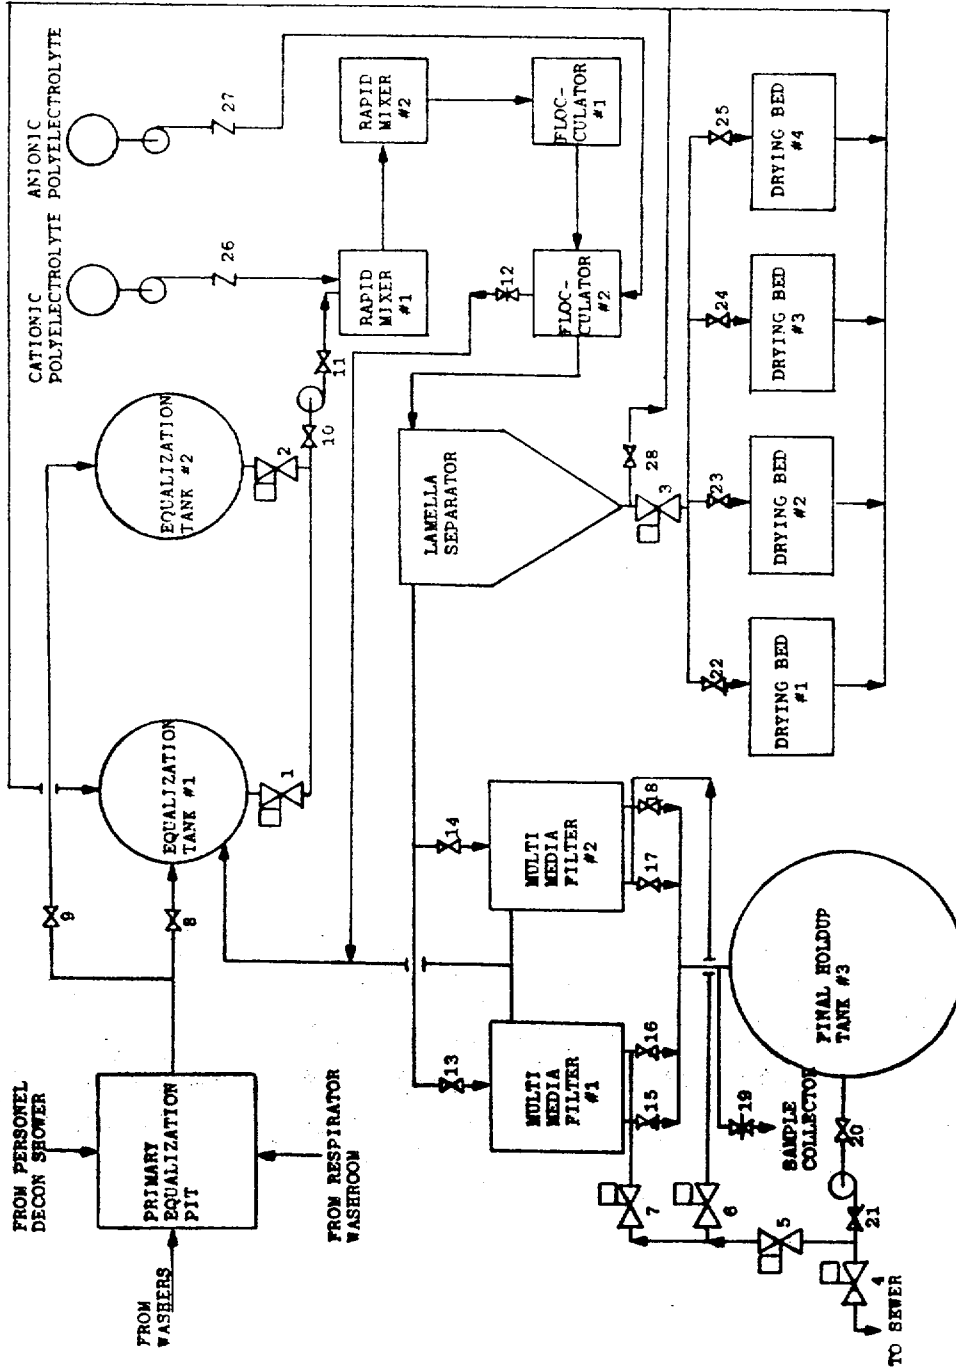 FROM PERSONEL
DECON SHOWER
FROM
WASHERS
PRIMARY
EQUALIZATION
PIT
FROM RESPIRATOR
WASHROOM
9
8
EQUALIZATION
TANK #1
1
EQUALIZATION
TANK #2
2
10
11
CATIONIC
POLYELECTROLYTE
ANIONIC
POLYELECTROLYTE
26
27
RAPID
MIXER
#1
RAPID
MIXER
#2
FLOC-
CULATOR
#1
FLOC-
CULATOR
#2
12
LAMELLA
SEPARATOR
28
3
13
14
MULTI
MEDIA
FILTER
#1
MULTI
MEDIA
FILTER
#2
15
16
17
18
7
6
5
4
TO SEWER
21
20
19
SAMPLE
COLLECTOR
FINAL HOLDUP
TANK #3
22
23
24
25
DRYING BED
#1
DRYING BED
#2
DRYING BED
#3
DRYING BED
#4